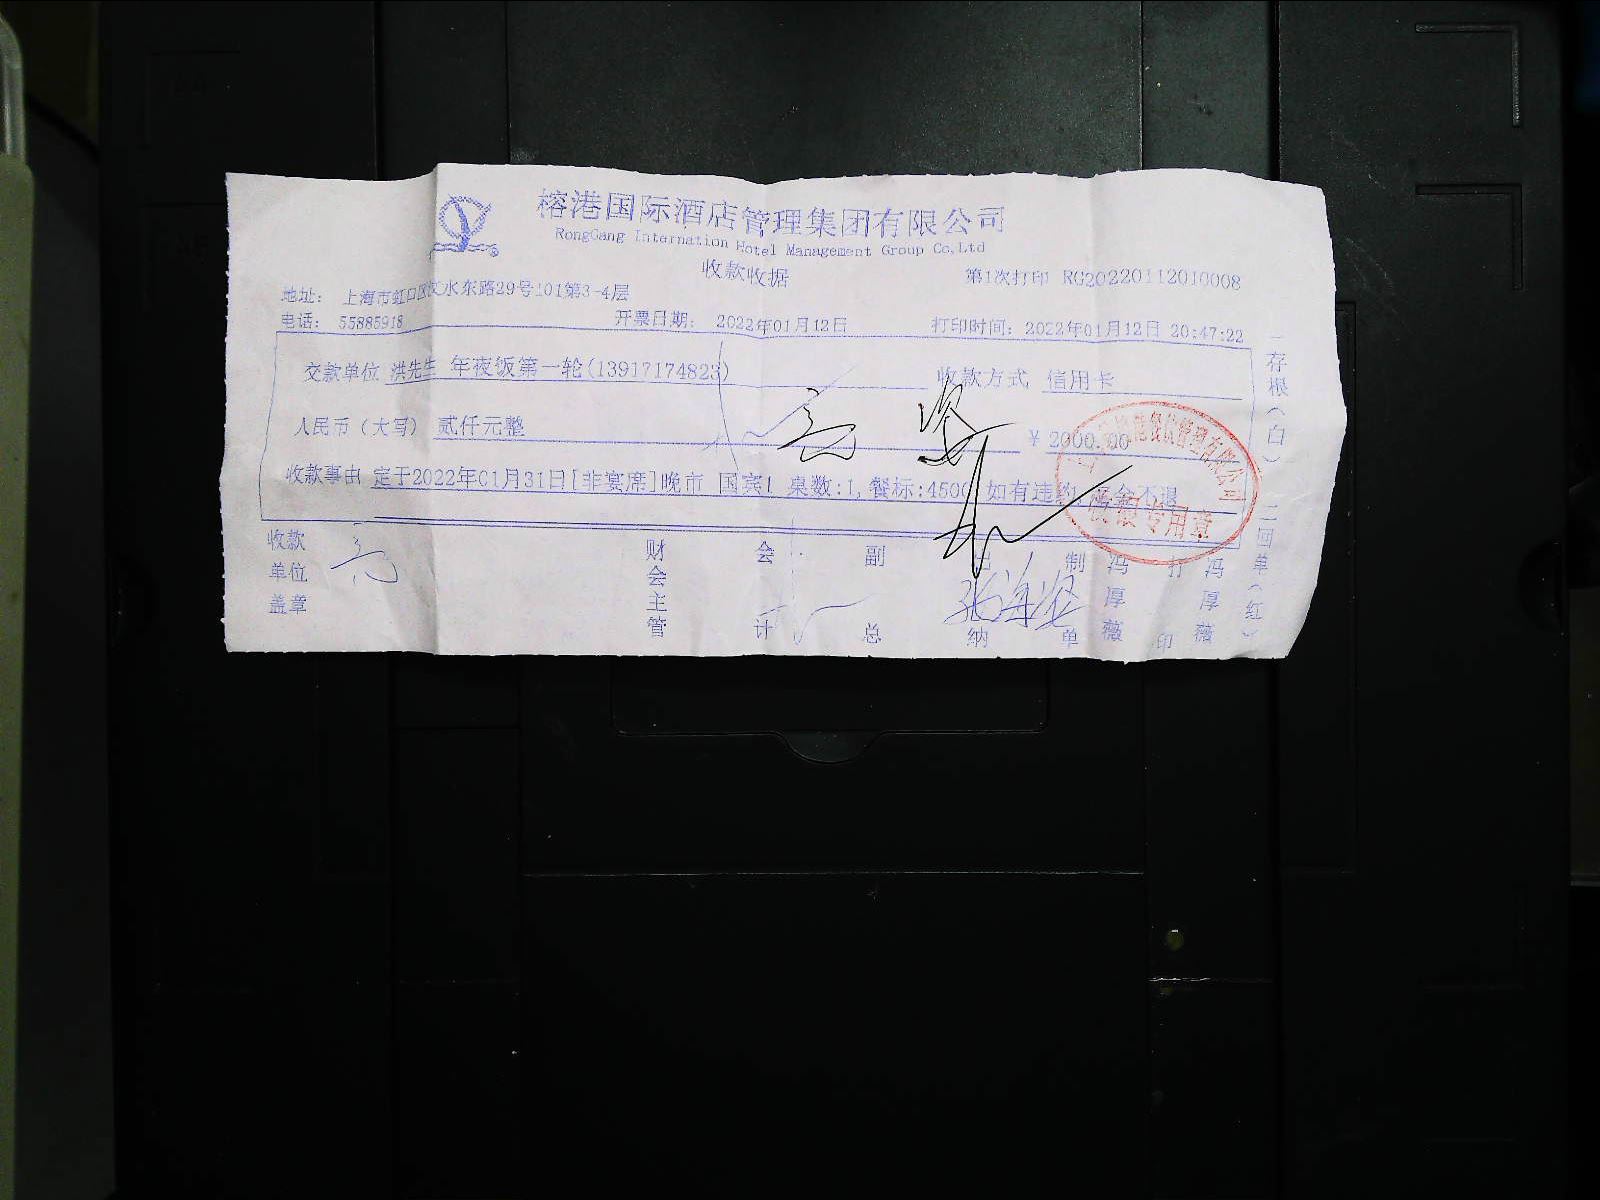 榕港国际酒店管理集团有限公司
RongGang Internation Hotel Management Group Co,Ltd
收款收据
第1次打印 RG20220112010008
地址： 上海市虹口区汶水东路29号101第3-4层
电话： 55885918
开票日期： 2022年01月12日
打印时间：2022年01月12日 20:47:22
交款单位 洪先生 年夜饭第一轮(13917174823)
收款方式 信用卡
人民币（大写） 贰仟元整
￥2000.00
收款事由 定于2022年01月31日[非宴席]晚市 国宾1 桌数:1,餐标:4500 如有违约 定金不退
收款单位盖章
财会主管
会计
副总
出纳
制单
冯厚薇
打印
冯厚薇
一存根（白） 二回单（红）
专用章